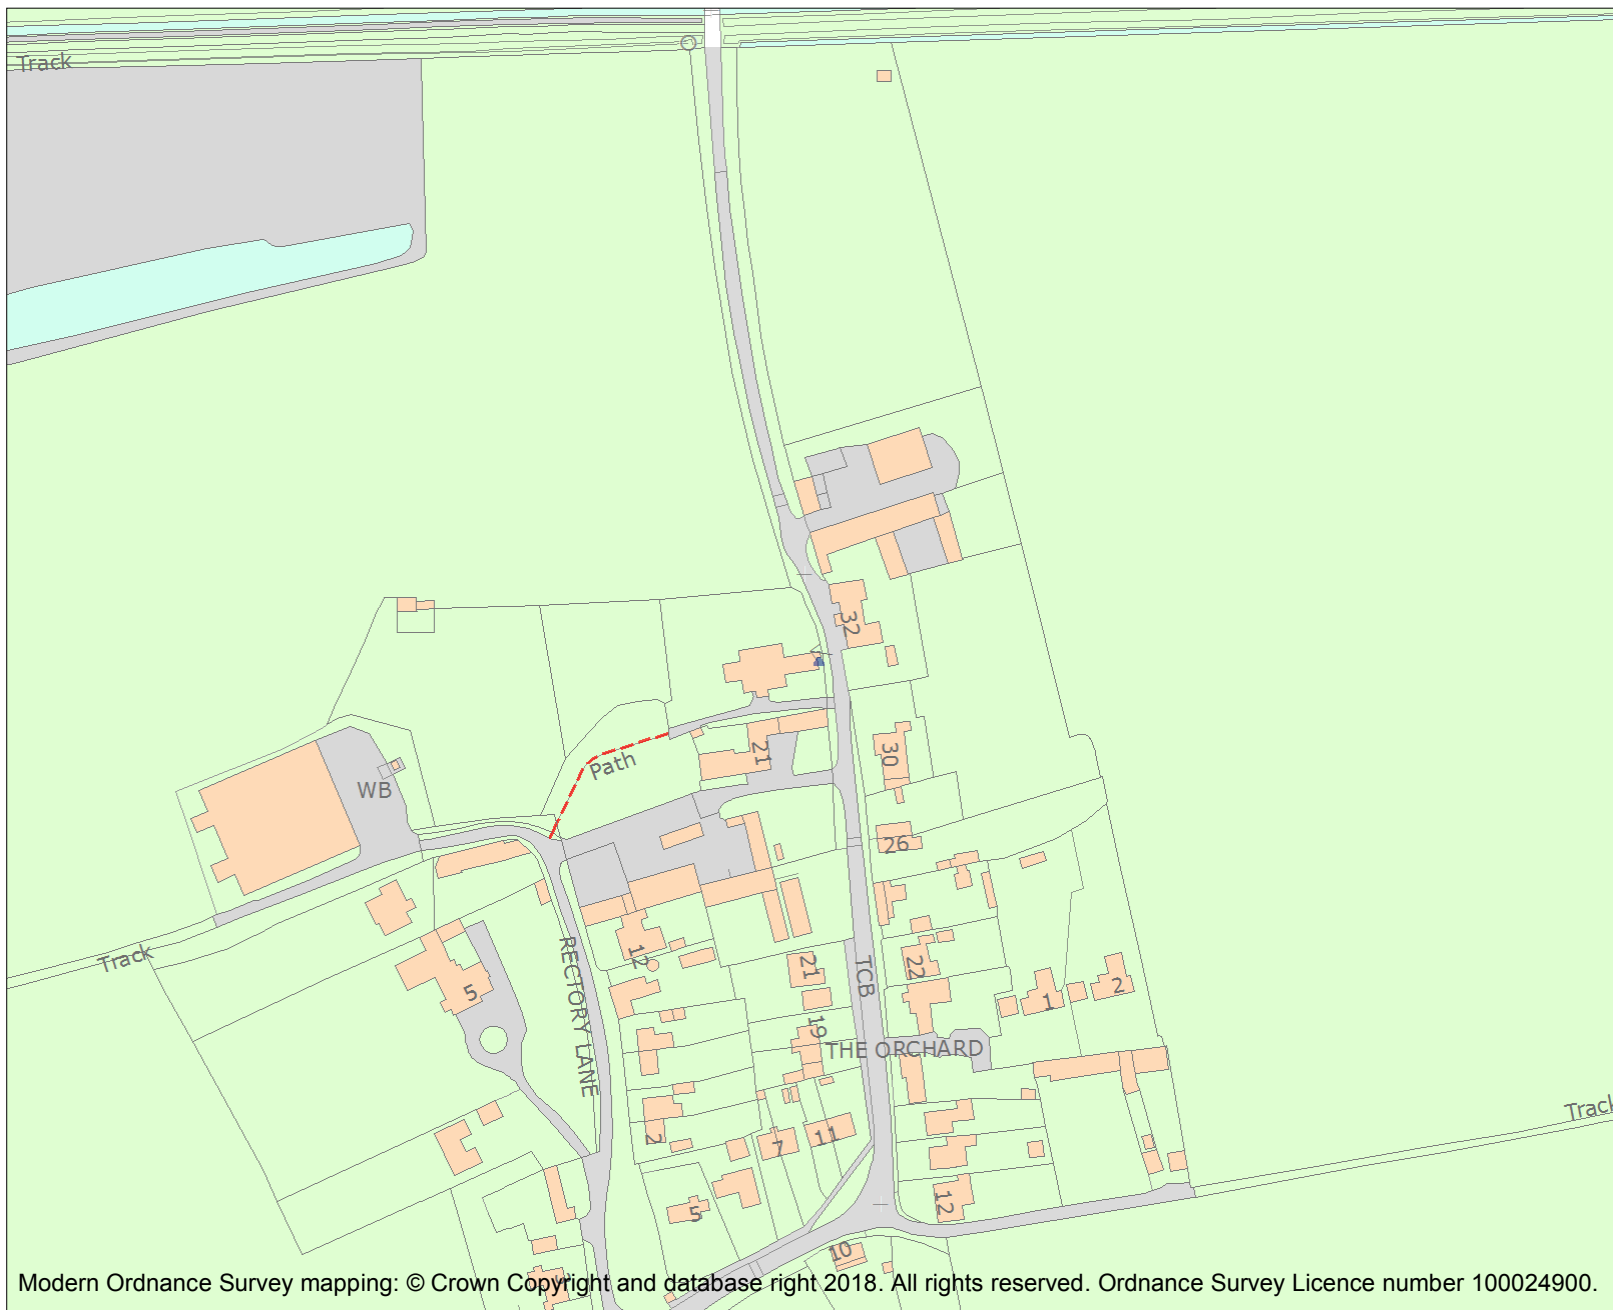 Track
32
Path
21
30
WB
26
Track
12
RECTORY LANE
5
21
TCB
22
1
2
19
THE ORCHARD
2
7
11
Track
5
12
10
Modern Ordnance Survey mapping: © Crown Copyright and database right 2018. All rights reserved. Ordnance Survey Licence number 100024900.